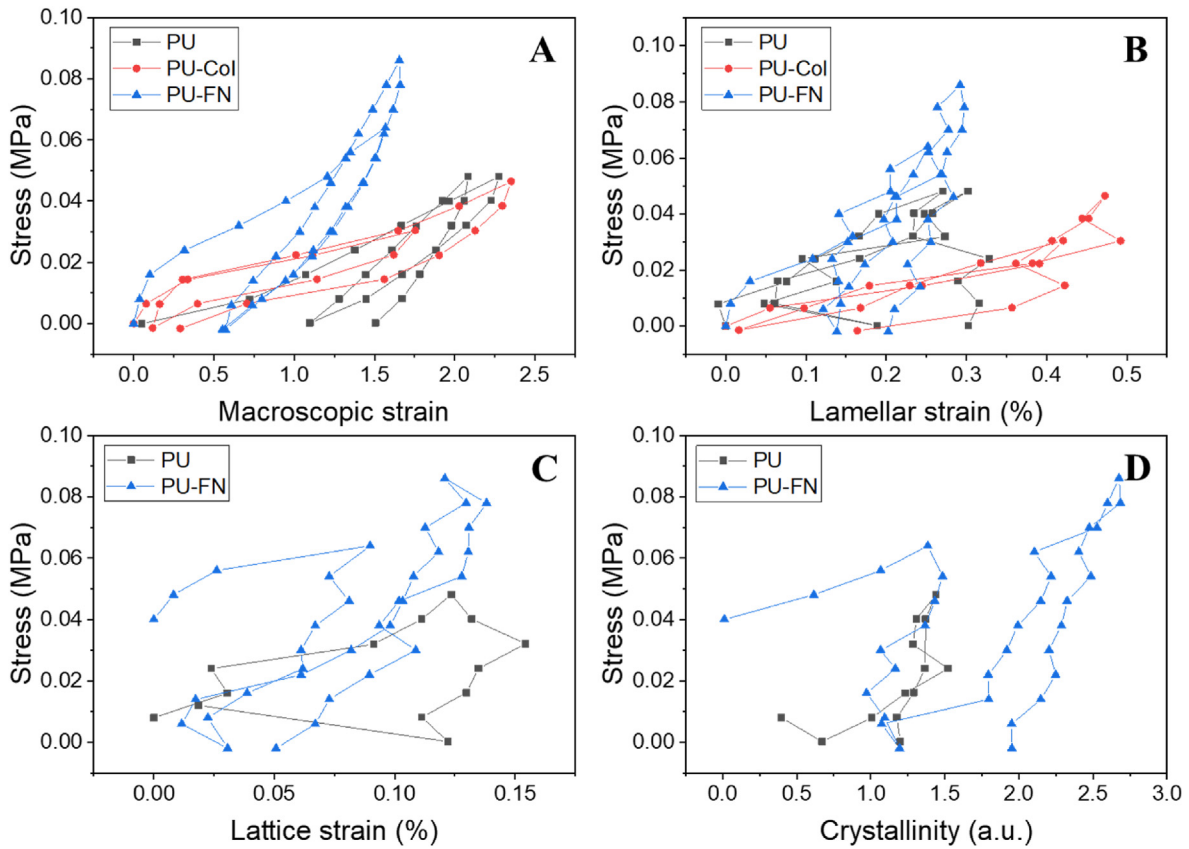 A
PU
PU-Col
PU-FN
Stress (MPa)
0.10
0.08
0.06
0.04
0.02
0.00
0.0 0.5 1.0 1.5 2.0 2.5
Macroscopic strain
B
PU
PU-Col
PU-FN
Stress (MPa)
0.10
0.08
0.06
0.04
0.02
0.00
0.0 0.1 0.2 0.3 0.4 0.5
Lamellar strain (%)
C
PU
PU-FN
Stress (MPa)
0.10
0.08
0.06
0.04
0.02
0.00
0.00 0.05 0.10 0.15
Lattice strain (%)
D
PU
PU-FN
Stress (MPa)
0.10
0.08
0.06
0.04
0.02
0.00
0.0 0.5 1.0 1.5 2.0 2.5 3.0
Crystallinity (a.u.)